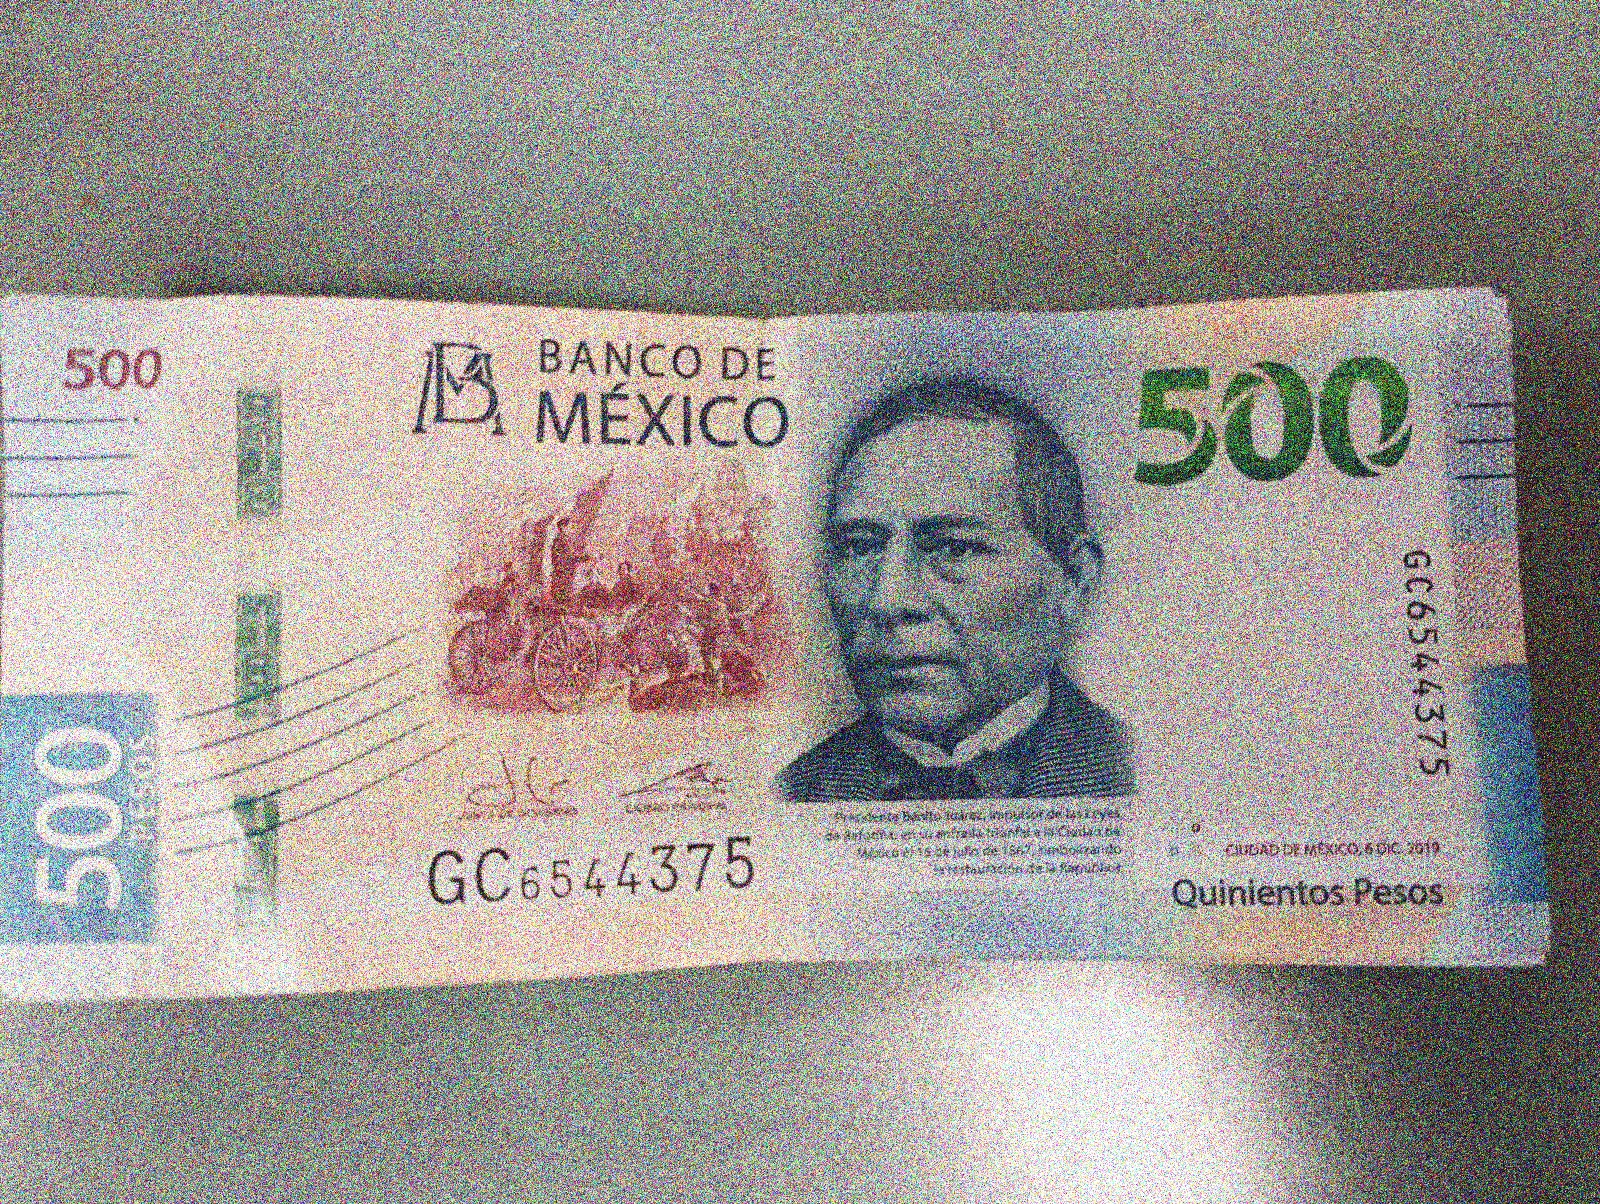 500
BANCO DE
MÉXICO
500
GC6544375
500
PESOS
Presidente Benito Juárez, impulsor de las Leyes
de Reforma, en su entrada triunfal a la Ciudad de
México el 15 de julio de 1867, simbolizando
la restauración de la República
GC6544375
CIUDAD DE MÉXICO, 6 DIC. 2019
Quinientos Pesos